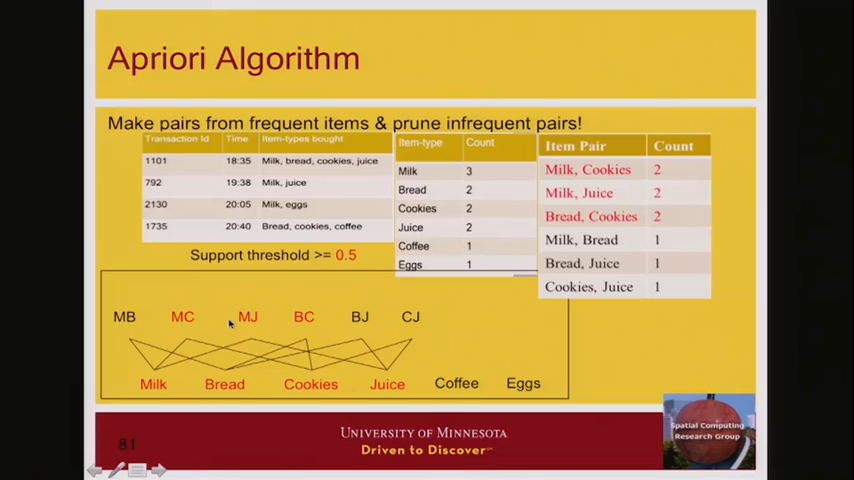 Apriori Algorithm
Make pairs from frequent items & prune infrequent pairs!
Transaction Id Time Item-types bought
1101 18:35 Milk, bread, cookies, juice
792 19:38 Milk, juice
2130 20:05 Milk, eggs
1735 20:40 Bread, cookies, coffee
Item-type Count
Milk 3
Bread 2
Cookies 2
Juice 2
Coffee 1
Eggs 1
Item Pair Count
Milk, Cookies 2
Milk, Juice 2
Bread, Cookies 2
Milk, Bread 1
Bread, Juice 1
Cookies, Juice 1
Support threshold >= 0.5
MB MC MJ BC BJ CJ
Milk Bread Cookies Juice Coffee Eggs
81
UNIVERSITY OF MINNESOTA
Driven to Discover℠
Spatial Computing
Research Group